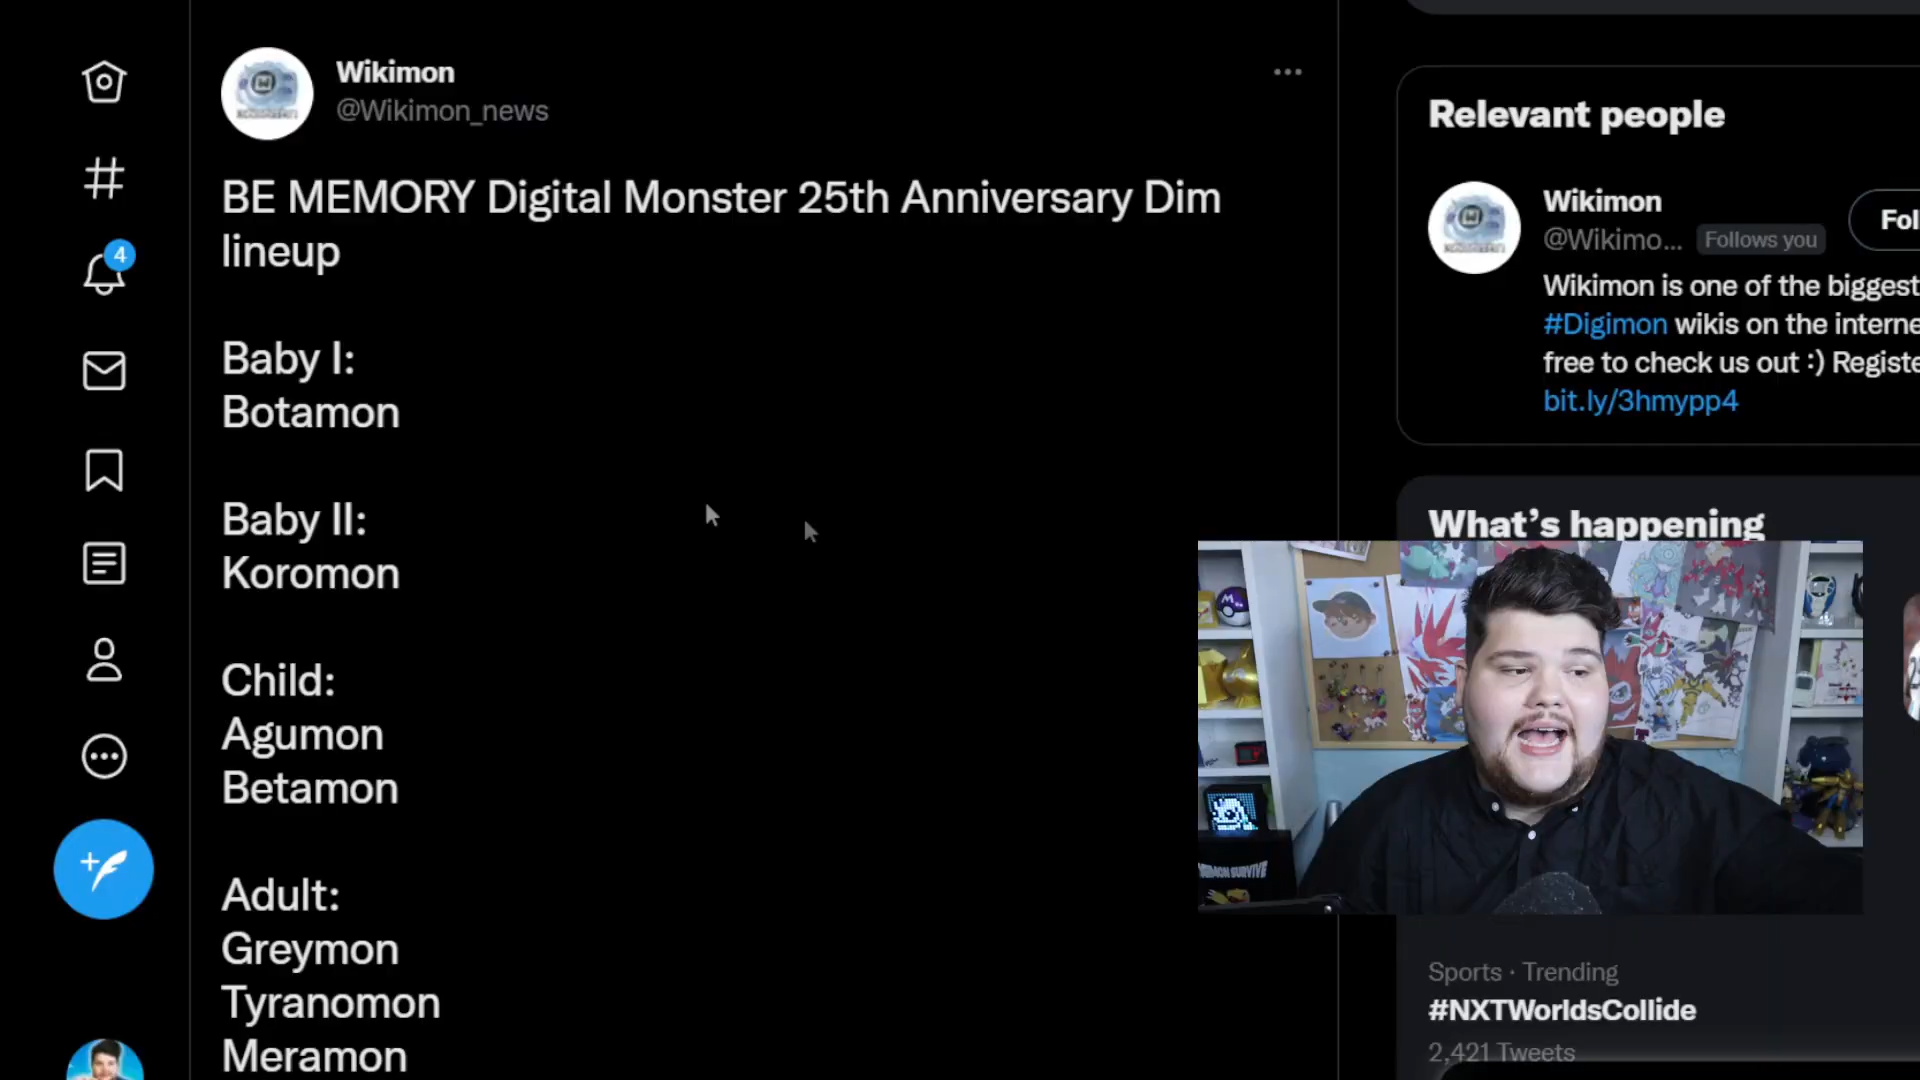 Wikimon
@Wikimon_news
BE MEMORY Digital Monster 25th Anniversary Dim
lineup
Baby I:
Botamon
Baby II:
Koromon
Child:
Agumon
Betamon
Adult:
Greymon
Tyranomon
Meramon
4
Relevant people
Wikimon
@Wikimo...
Follows you
Fol
Wikimon is one of the biggest
#Digimon wikis on the interne
free to check us out :) Registe
bit.ly/3hmypp4
What's happening
Sports · Trending
#NXTWorldsCollide
2,421 Tweets